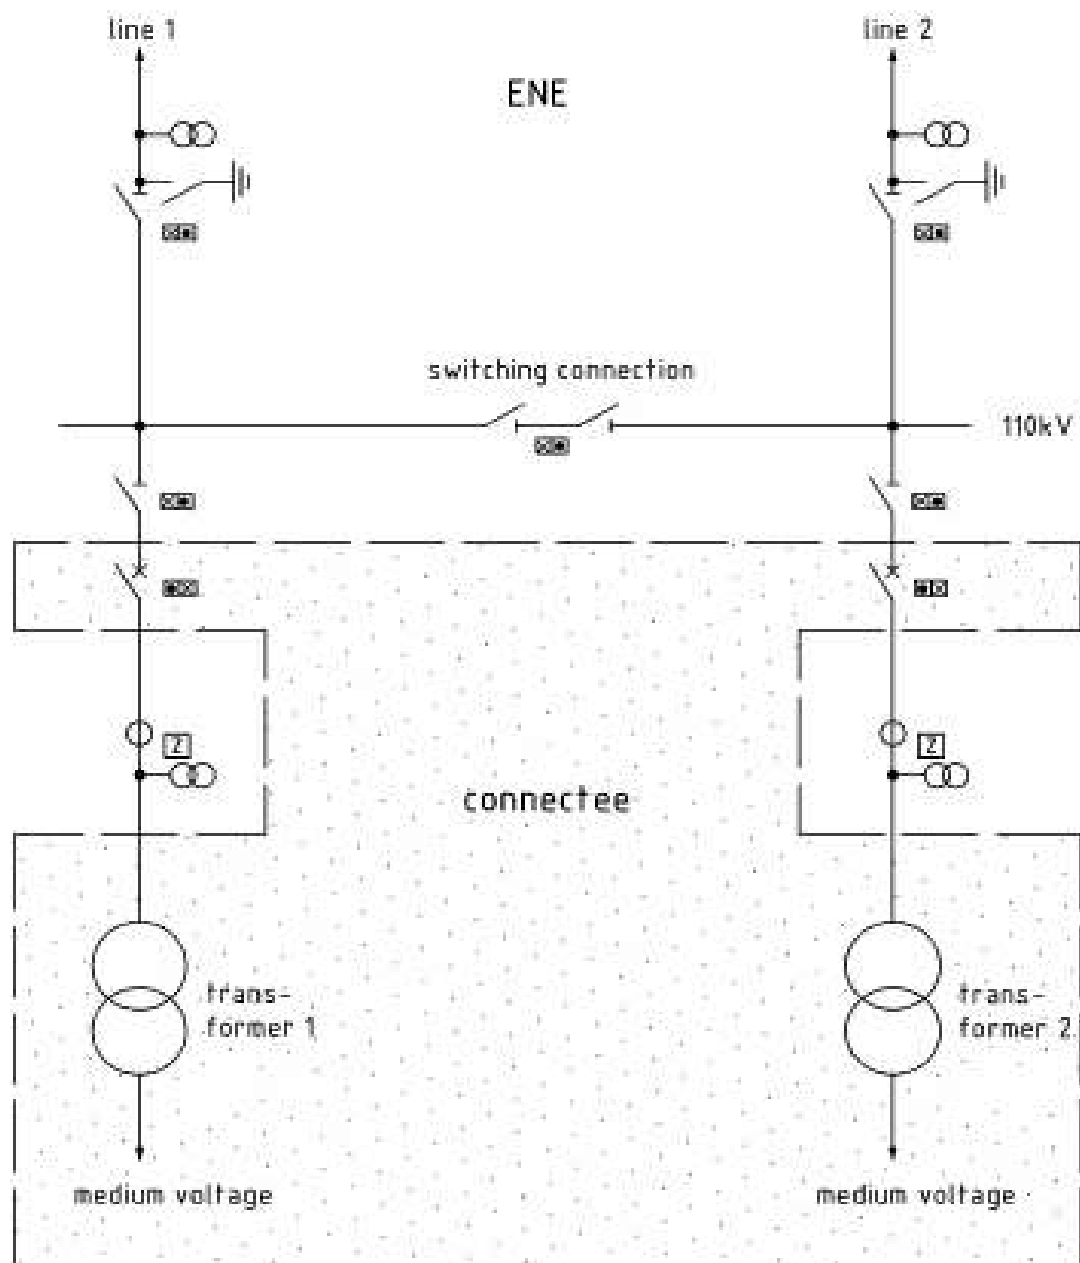 line 1
line 2
ENE
switching connection
110kV
connectee
trans-
former 1
trans-
former 2
medium voltage
medium voltage